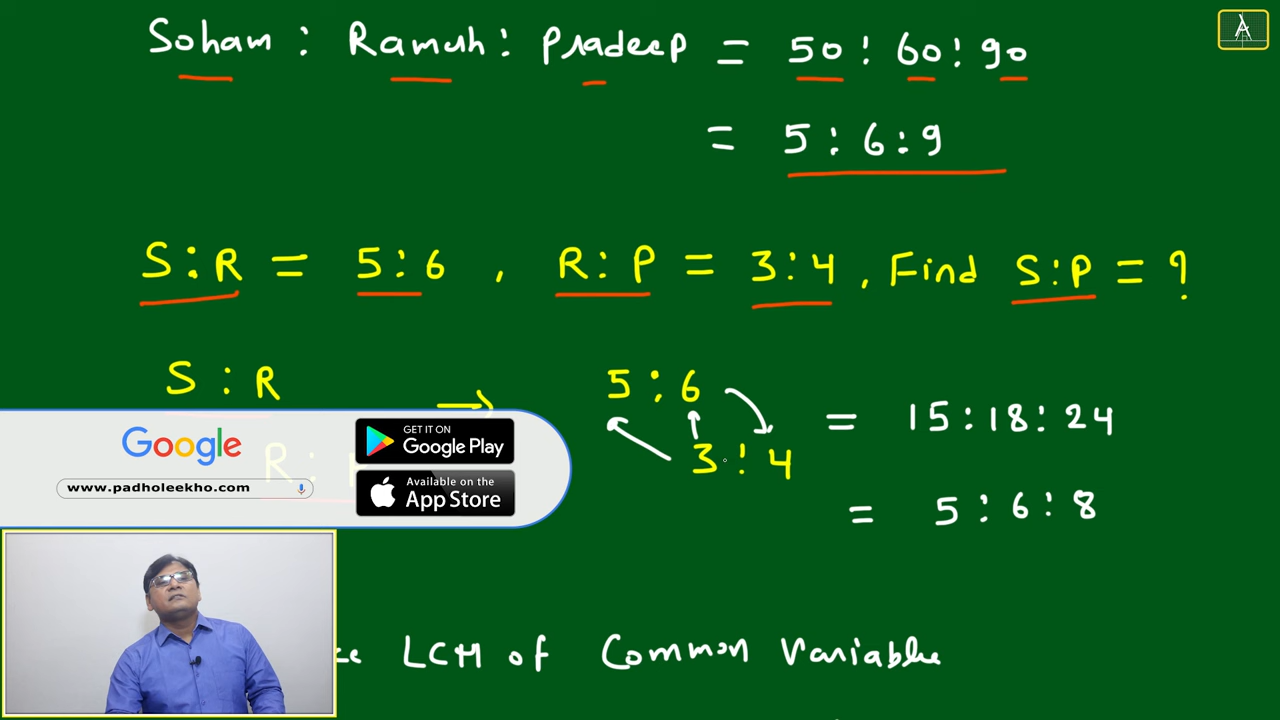 Soham : Ramesh : Pradeep = 50 : 60 : 90
= 5 : 6 : 9
S : R = 5 : 6 , R : P = 3 : 4 , Find S : P = ?
S : R → 5 : 6
R : 3 : 4
= 15 : 18 : 24
= 5 : 6 : 8
Google
www.padholeekho.com
GET IT ON
Google Play
Available on the
App Store
LCM of Common Variable